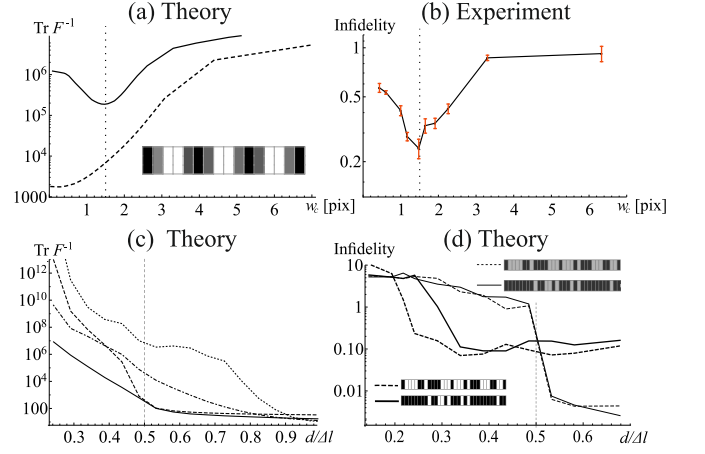 (a) Theory
Tr F⁻¹
10⁶
10⁵
10⁴
1000
1 2 3 4 5 6 w_c [pix]
(b) Experiment
Infidelity
1
0.5
0.2
1 2 3 4 5 6 w_c [pix]
(c) Theory
Tr F⁻¹
10¹²
10¹⁰
10⁸
10⁶
10⁴
100
0.3 0.4 0.5 0.6 0.7 0.8 0.9 d/Δl
(d) Theory
Infidelity
10
1
0.10
0.01
0.2 0.3 0.4 0.5 0.6 d/Δl